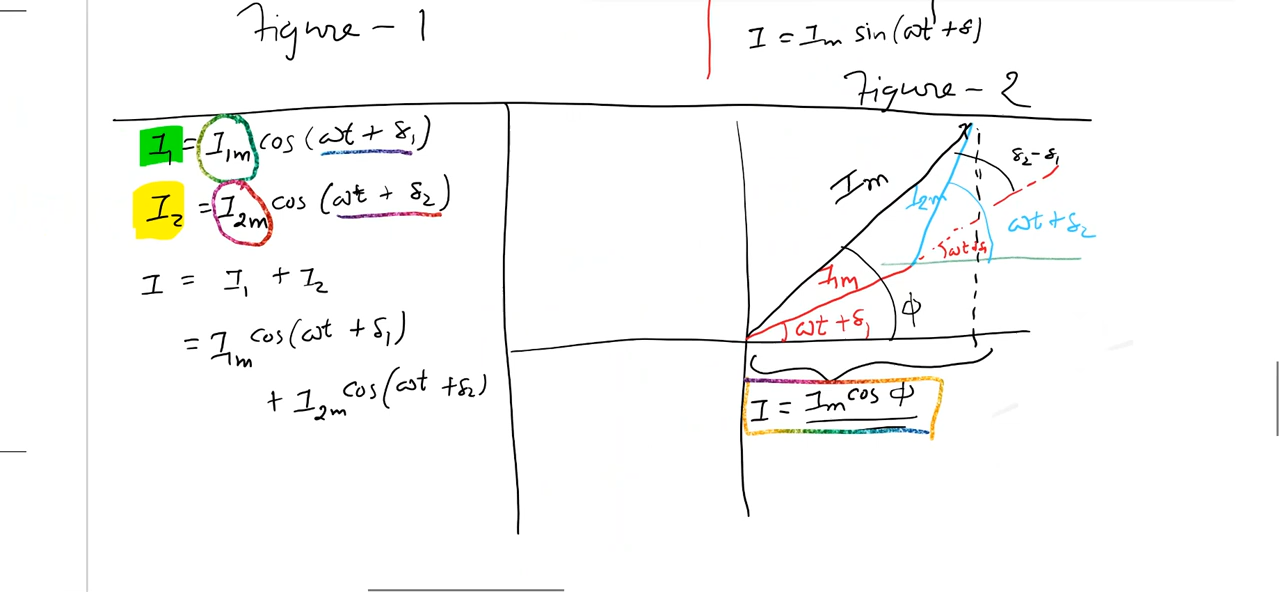 Figure - 1
I = Im sin(ωt + δ)
Figure - 2
I₁ = I₁m cos (ωt + δ₁)
I₂ = I₂m cos (ωt + δ₂)
I = I₁ + I₂
= I₁m cos(ωt + δ₁)
+ I₂m cos(ωt + δ₂)
δ₂ - δ₁
Im
I₂m
ωt + δ₂
ωt + δ₁
I₁m
ϕ
ωt + δ₁
I = Im cos ϕ